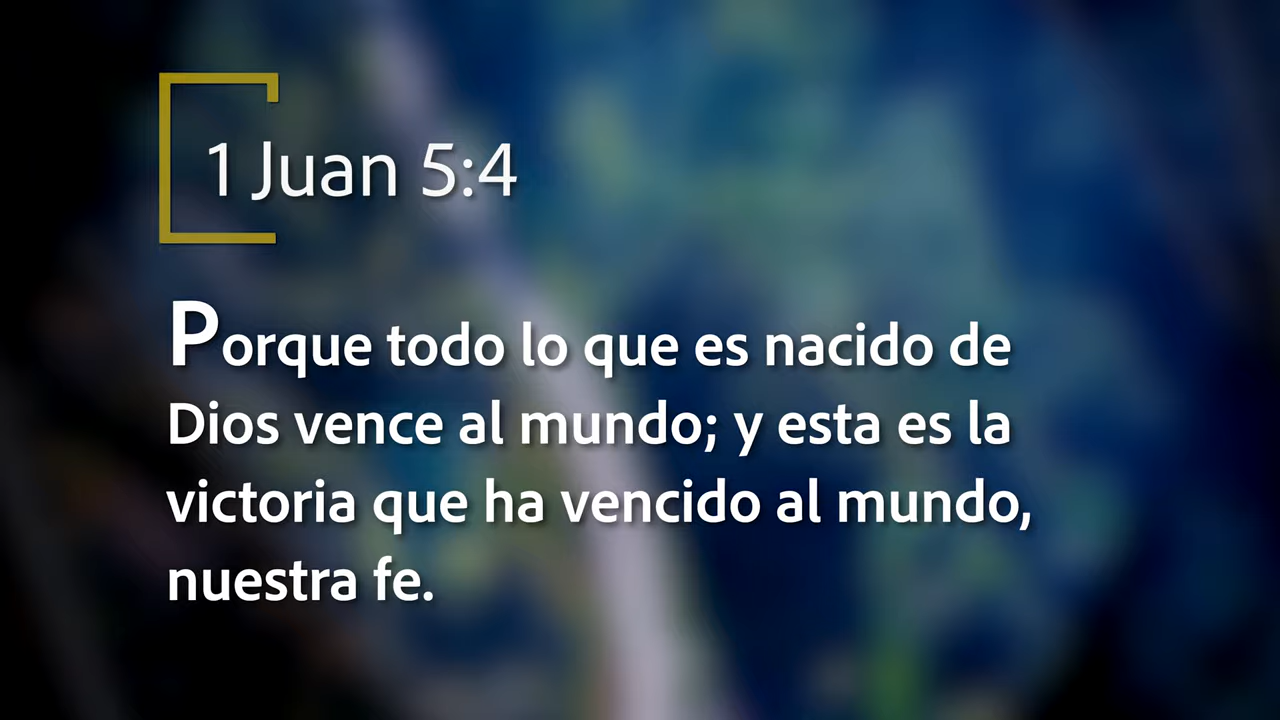 1 Juan 5:4
Porque todo lo que es nacido de
Dios vence al mundo; y esta es la
victoria que ha vencido al mundo,
nuestra fe.